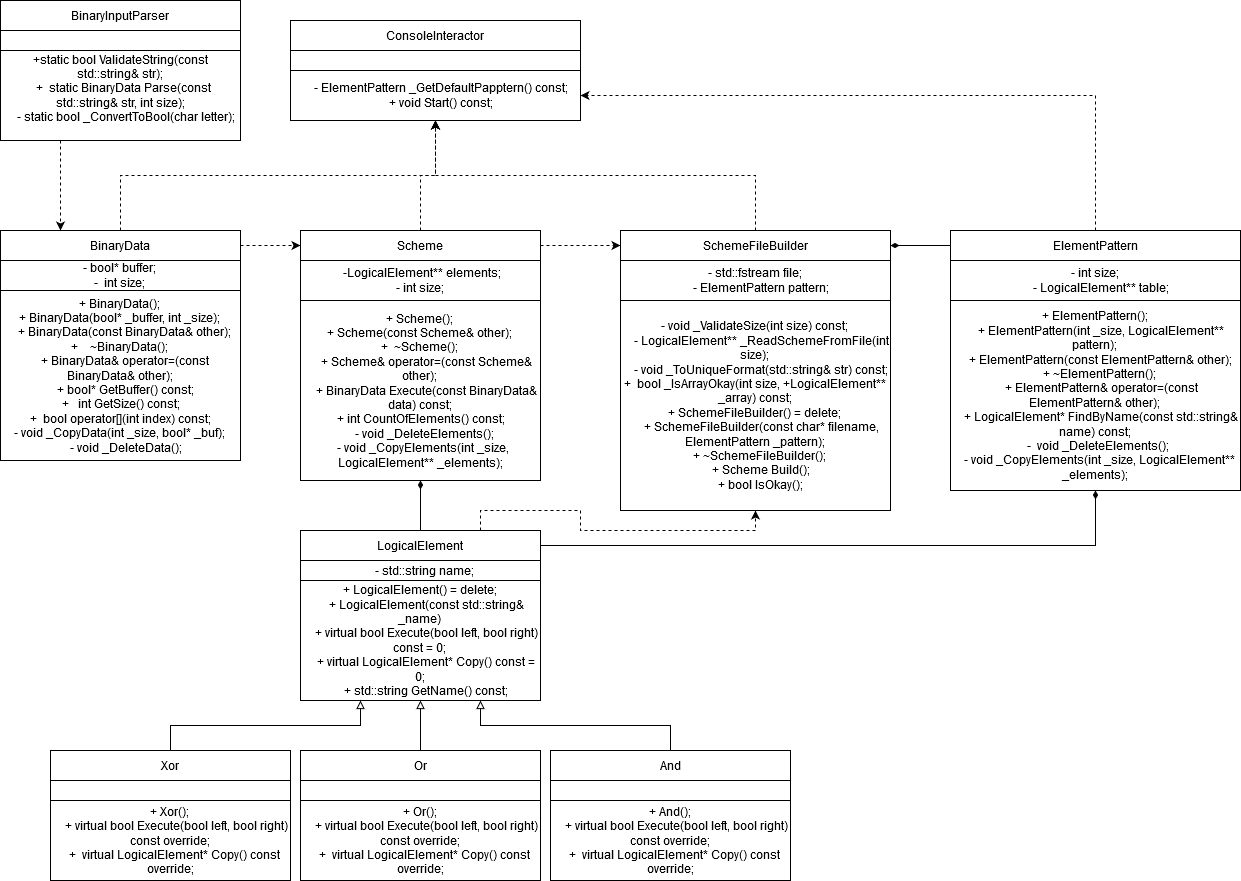 BinaryInputParser
+static bool ValidateString(const
std::string& str);
+ static BinaryData Parse(const
std::string& str, int size);
- static bool _ConvertToBool(char letter);
ConsoleInteractor
- ElementPattern _GetDefaultPapptern() const;
+ void Start() const;
BinaryData
- bool* buffer;
- int size;
+ BinaryData();
+ BinaryData(bool* _buffer, int _size);
+ BinaryData(const BinaryData& other);
+ ~BinaryData();
+ BinaryData& operator=(const
BinaryData& other);
+ bool* GetBuffer() const;
+ int GetSize() const;
+ bool operator[](int index) const;
- void _CopyData(int _size, bool* _buf);
- void _DeleteData();
Scheme
-LogicalElement** elements;
- int size;
+ Scheme();
+ Scheme(const Scheme& other);
+ ~Scheme();
+ Scheme& operator=(const Scheme&
other);
+ BinaryData Execute(const BinaryData&
data) const;
+ int CountOfElements() const;
- void _DeleteElements();
- void _CopyElements(int _size,
LogicalElement** _elements);
SchemeFileBuilder
- std::fstream file;
- ElementPattern pattern;
- void _ValidateSize(int size) const;
- LogicalElement** _ReadSchemeFromFile(int
size);
- void _ToUniqueFormat(std::string& str) const;
+ bool _IsArrayOkay(int size, +LogicalElement**
_array) const;
+ SchemeFileBuilder() = delete;
+ SchemeFileBuilder(const char* filename,
ElementPattern _pattern);
+ ~SchemeFileBuilder();
+ Scheme Build();
+ bool IsOkay();
ElementPattern
- int size;
- LogicalElement** table;
+ ElementPattern();
+ ElementPattern(int _size, LogicalElement**
pattern);
+ ElementPattern(const ElementPattern& other);
+ ~ElementPattern();
+ ElementPattern& operator=(const
ElementPattern& other);
+ LogicalElement* FindByName(const std::string&
name) const;
- void _DeleteElements();
- void _CopyElements(int _size, LogicalElement**
_elements);
LogicalElement
- std::string name;
+ LogicalElement() = delete;
+ LogicalElement(const std::string&
_name)
+ virtual bool Execute(bool left, bool right)
const = 0;
+ virtual LogicalElement* Copy() const =
0;
+ std::string GetName() const;
Xor
+ Xor();
+ virtual bool Execute(bool left, bool right)
const override;
+ virtual LogicalElement* Copy() const
override;
Or
+ Or();
+ virtual bool Execute(bool left, bool right)
const override;
+ virtual LogicalElement* Copy() const
override;
And
+ And();
+ virtual bool Execute(bool left, bool right)
const override;
+ virtual LogicalElement* Copy() const
override;